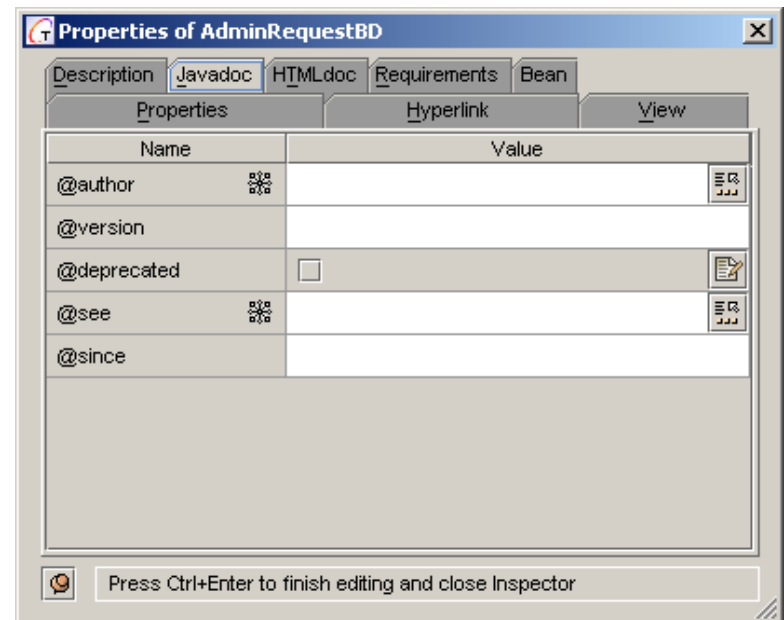 Properties of AdminRequestBD
Description Javadoc HTMLdoc Requirements Bean
Properties Hyperlink View
Name Value
@author
@version
@deprecated
@see
@since
Press Ctrl+Enter to finish editing and close Inspector